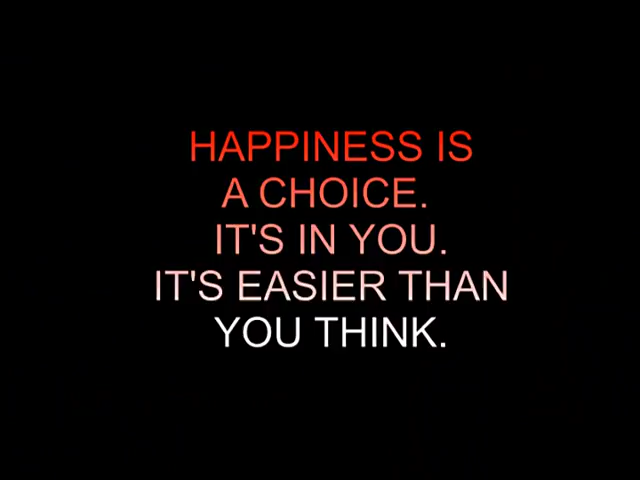 HAPPINESS IS
A CHOICE.
IT'S IN YOU.
IT'S EASIER THAN
YOU THINK.